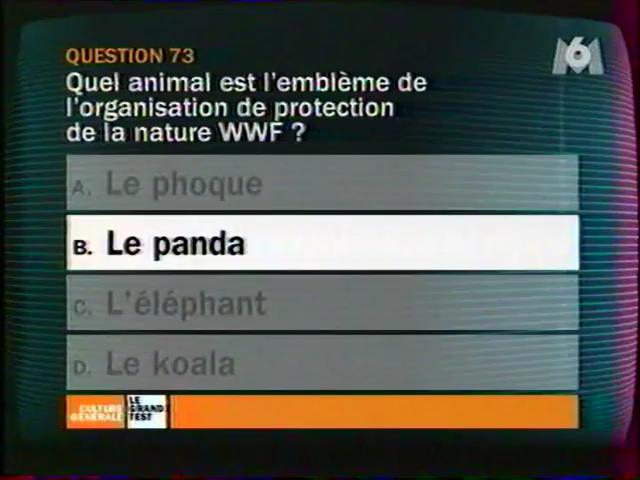 QUESTION 73
M6
Quel animal est l'emblème de
l'organisation de protection
de la nature WWF ?
A. Le phoque
B. Le panda
C. L'éléphant
D. Le koala
CULTURE
GÉNÉRALE
LE
GRAND
TEST